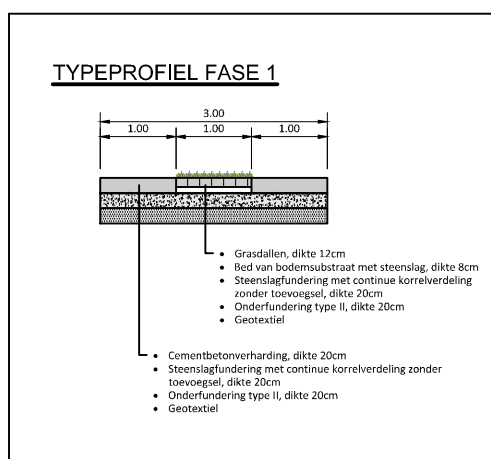 TYPEPROFIEL FASE 1
3.00
1.00 1.00 1.00
• Grasdallen, dikte 12cm
• Bed van bodemsubstraat met steenslag, dikte 8cm
• Steenslagfundering met continue korrelverdeling
zonder toevoegsel, dikte 20cm
• Onderfundering type II, dikte 20cm
• Geotextiel
• Cementbetonverharding, dikte 20cm
• Steenslagfundering met continue korrelverdeling zonder
toevoegsel, dikte 20cm
• Onderfundering type II, dikte 20cm
• Geotextiel